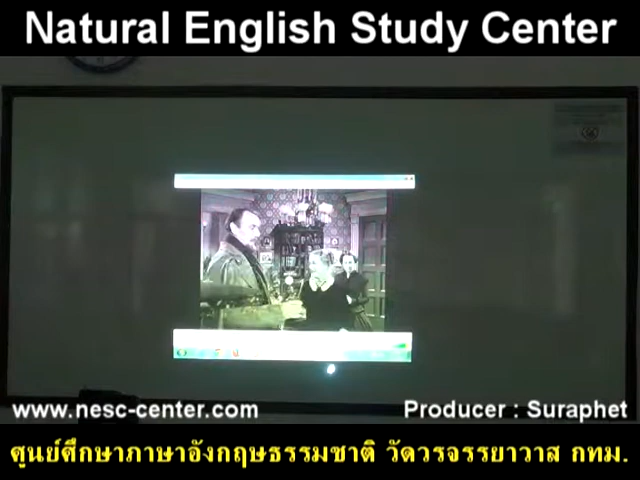 Natural English Study Center
www.nesc-center.com
Producer : Suraphet
ศูนย์ศึกษาภาษาอังกฤษธรรมชาติ วัดวรจรรยาวาส กทม.